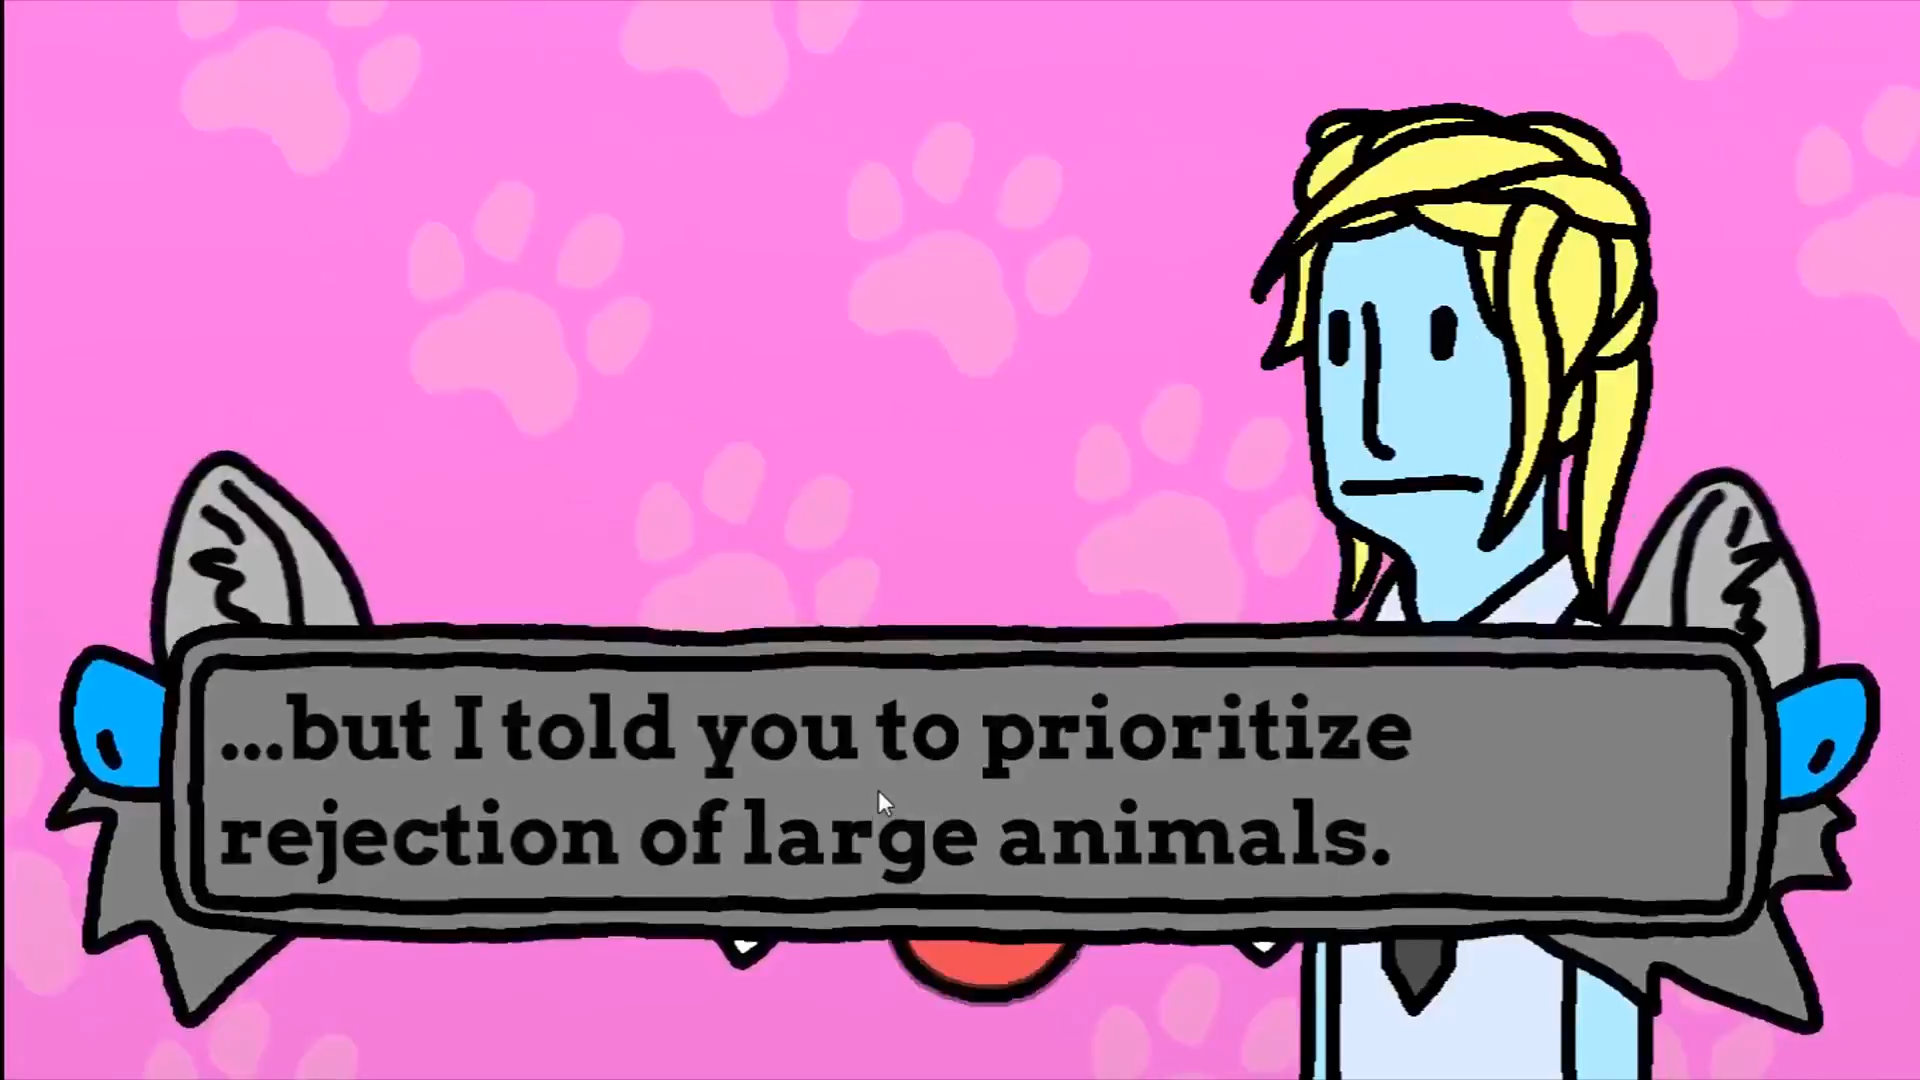 ...but I told you to prioritize
rejection of large animals.